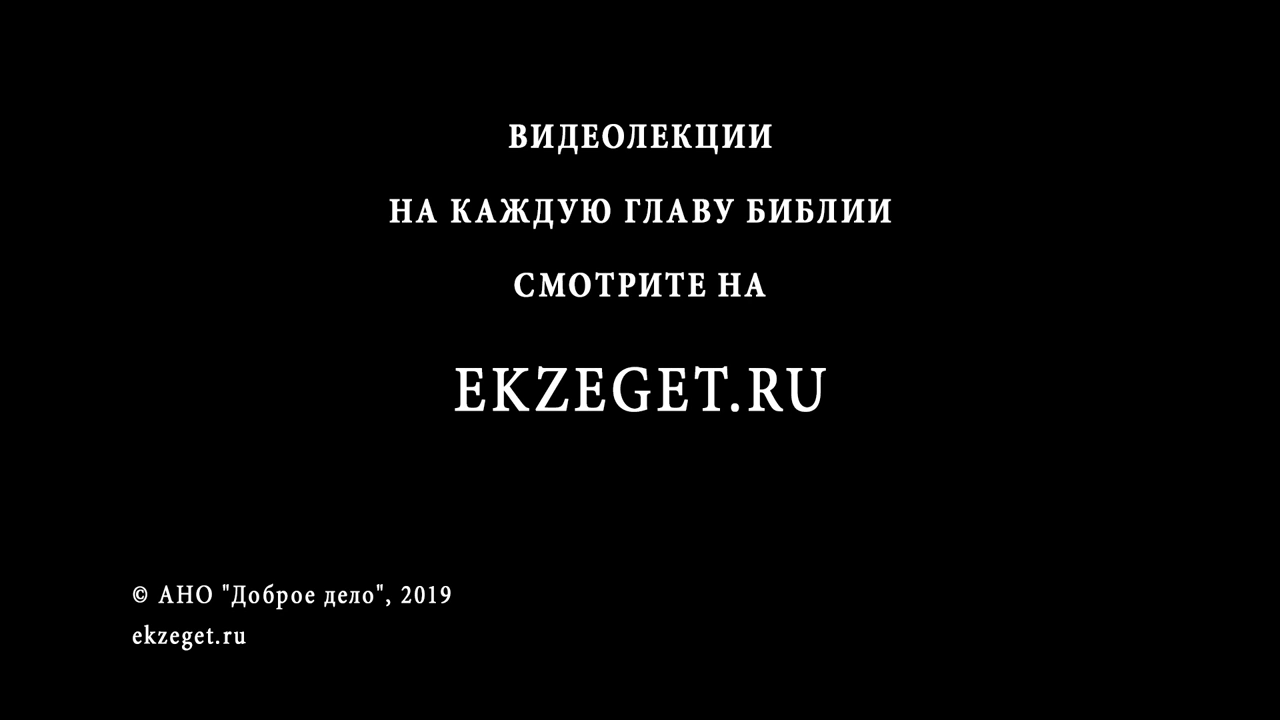 ВИДЕОЛЕКЦИИ
НА КАЖДУЮ ГЛАВУ БИБЛИИ
СМОТРИТЕ НА
EKZEGET.RU
© АНО "Доброе дело", 2019
ekzeget.ru